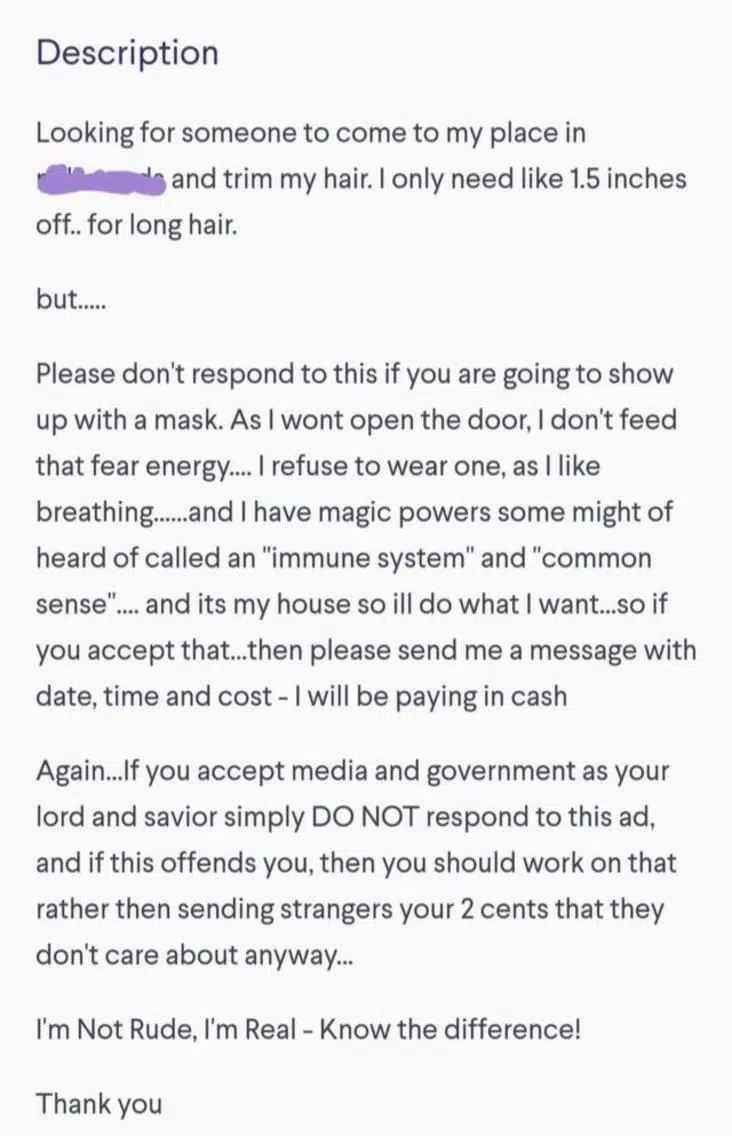 Description
Looking for someone to come to my place in
and trim my hair. I only need like 1.5 inches
off.. for long hair.
but.....
Please don't respond to this if you are going to show
up with a mask. As I wont open the door, I don't feed
that fear energy.... I refuse to wear one, as I like
breathing......and I have magic powers some might of
heard of called an "immune system" and "common
sense".... and its my house so ill do what I want...so if
you accept that...then please send me a message with
date, time and cost - I will be paying in cash
Again...If you accept media and government as your
lord and savior simply DO NOT respond to this ad,
and if this offends you, then you should work on that
rather then sending strangers your 2 cents that they
don't care about anyway...
I'm Not Rude, I'm Real - Know the difference!
Thank you